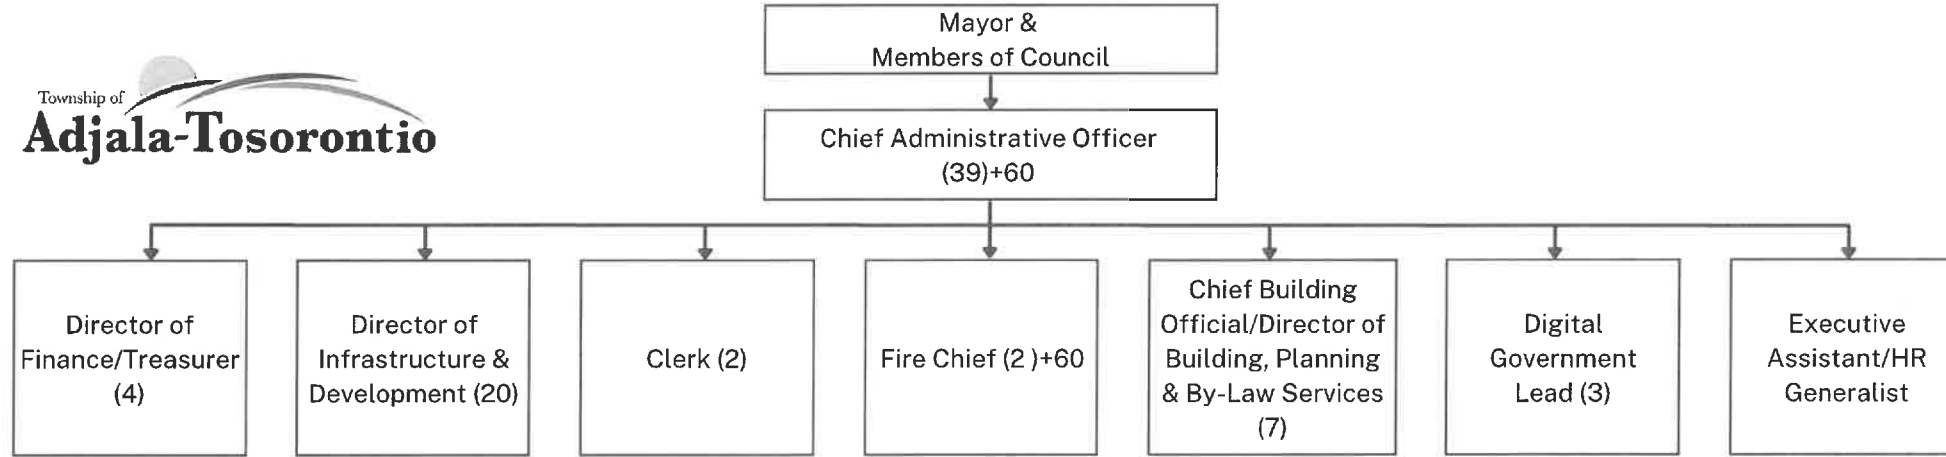 Mayor &
Members of Council
Township of
Adjala-Tosorontio
Chief Administrative Officer
(39)+60
Director of
Finance/Treasurer
(4)
Director of
Infrastructure &
Development (20)
Clerk (2)
Fire Chief (2 )+60
Chief Building
Official/Director of
Building, Planning
& By-Law Services
(7)
Digital
Government
Lead (3)
Executive
Assistant/HR
Generalist